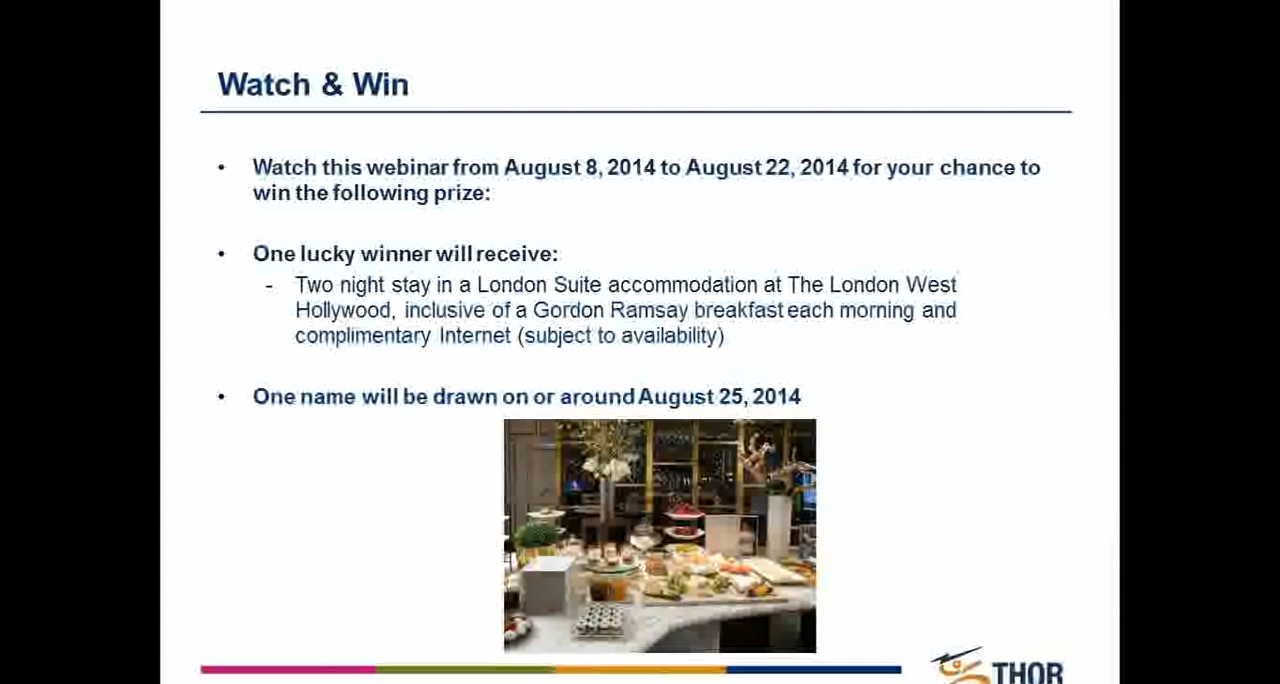 Watch & Win
• Watch this webinar from August 8, 2014 to August 22, 2014 for your chance to
win the following prize:
• One lucky winner will receive:
- Two night stay in a London Suite accommodation at The London West
Hollywood, inclusive of a Gordon Ramsay breakfast each morning and
complimentary Internet (subject to availability)
• One name will be drawn on or around August 25, 2014
THOR